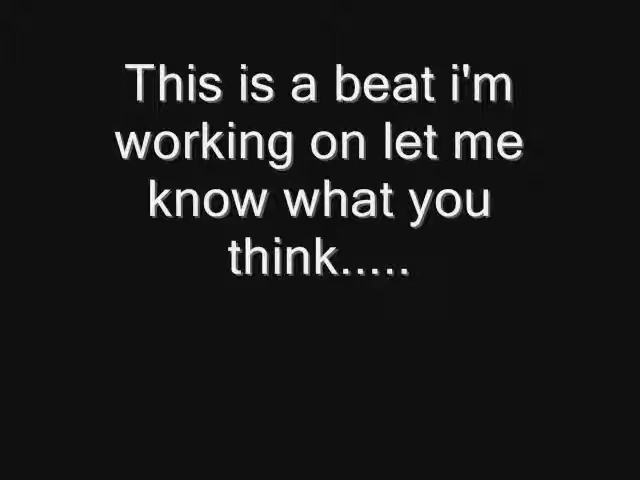 This is a beat i'm
working on let me
know what you
think.....